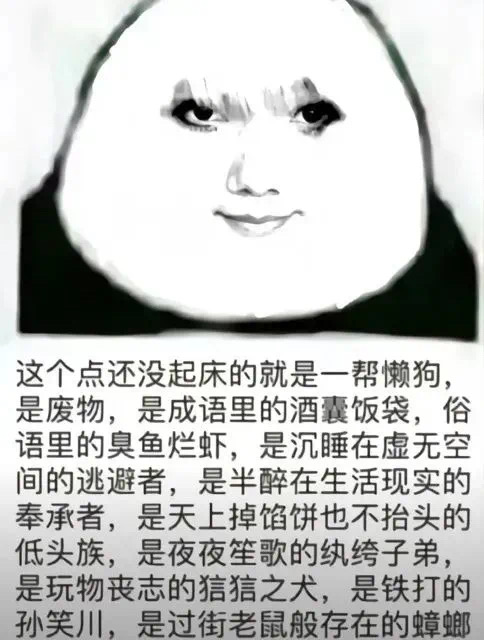 这个点还没起床的就是一帮懒狗，
是废物，是成语里的酒囊饭袋，俗
语里的臭鱼烂虾，是沉睡在虚无空
间的逃避者，是半醉在生活现实的
奉承者，是天上掉馅饼也不抬头的
低头族，是夜夜笙歌的纨绔子弟，
是玩物丧志的狺狺之犬，是铁打的
孙笑川，是过街老鼠般存在的蟑螂